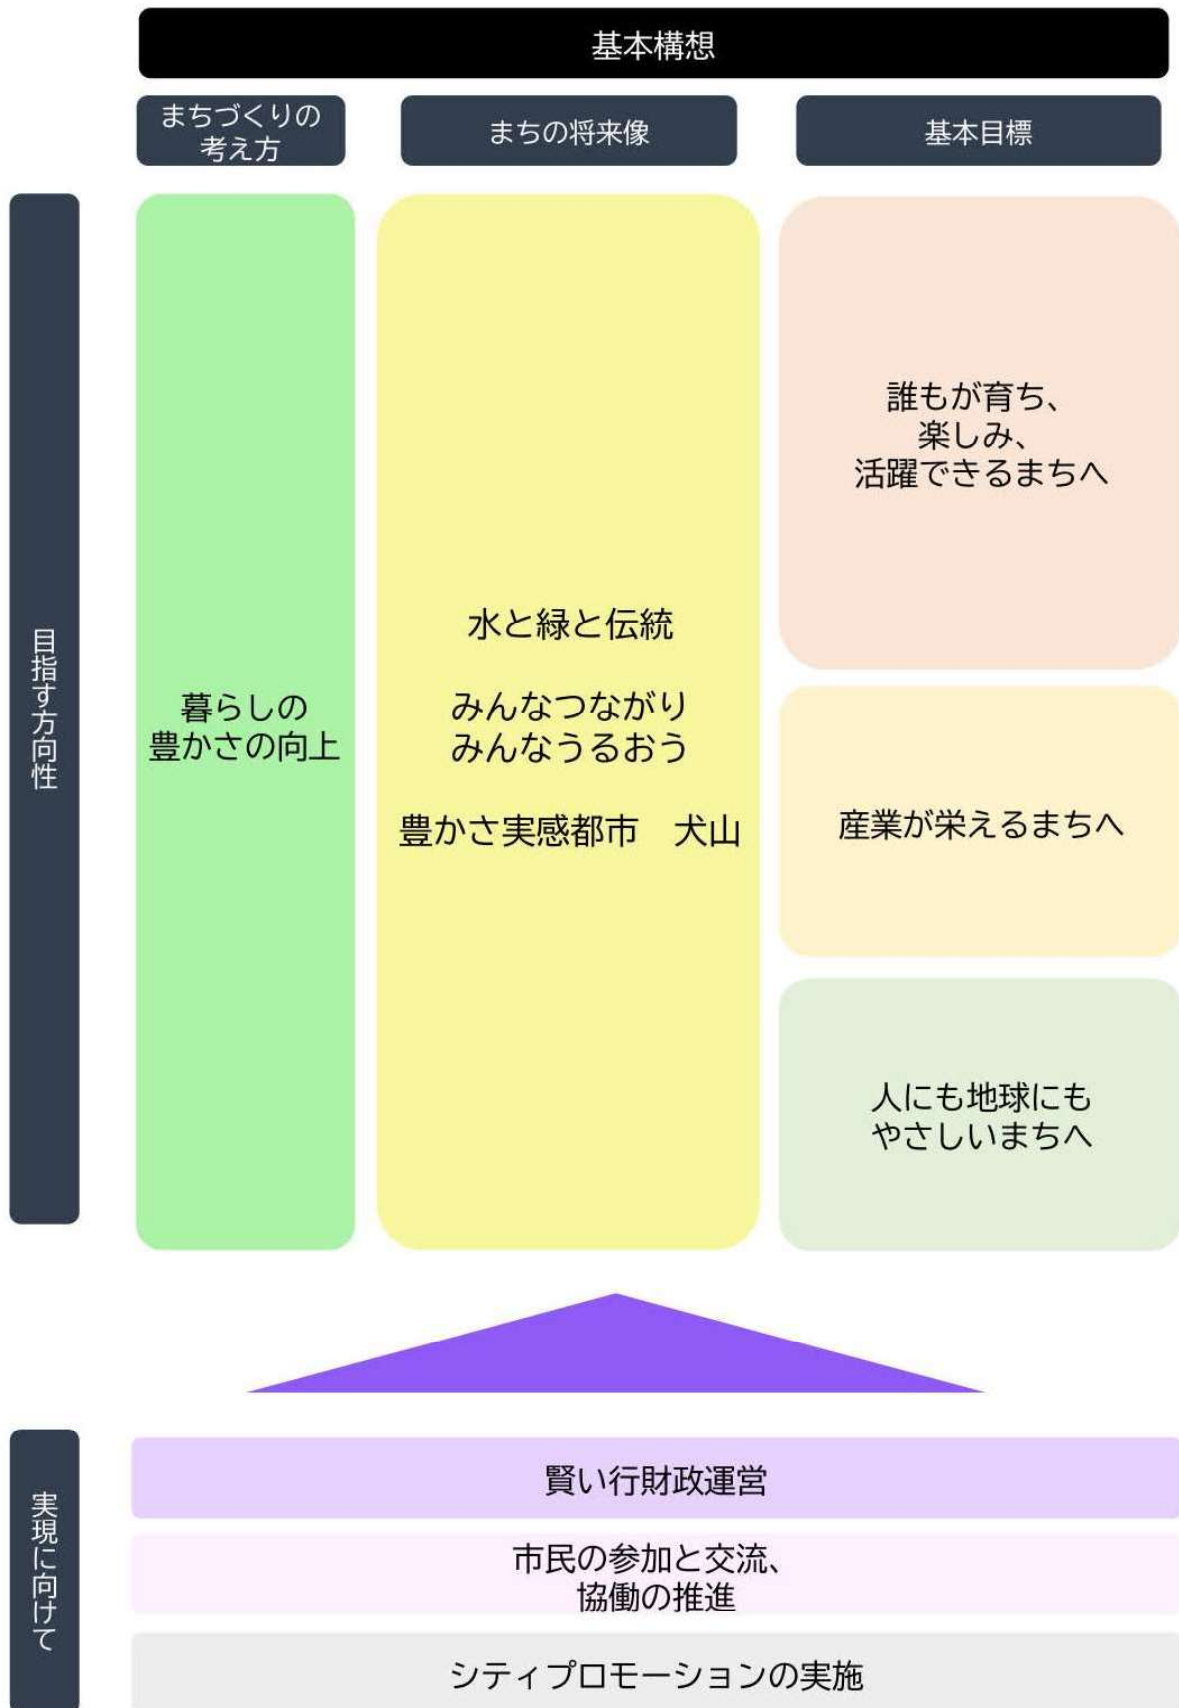 基本構想
まちづくりの
考え方
まちの将来像
基本目標
目指す方向性
暮らしの
豊かさの向上
水と緑と伝統
みんなつながり
みんなうるおう
豊かさ実感都市　犬山
誰もが育ち、
楽しみ、
活躍できるまちへ
産業が栄えるまちへ
人にも地球にも
やさしいまちへ
実現に向けて
賢い行財政運営
市民の参加と交流、
協働の推進
シティプロモーションの実施